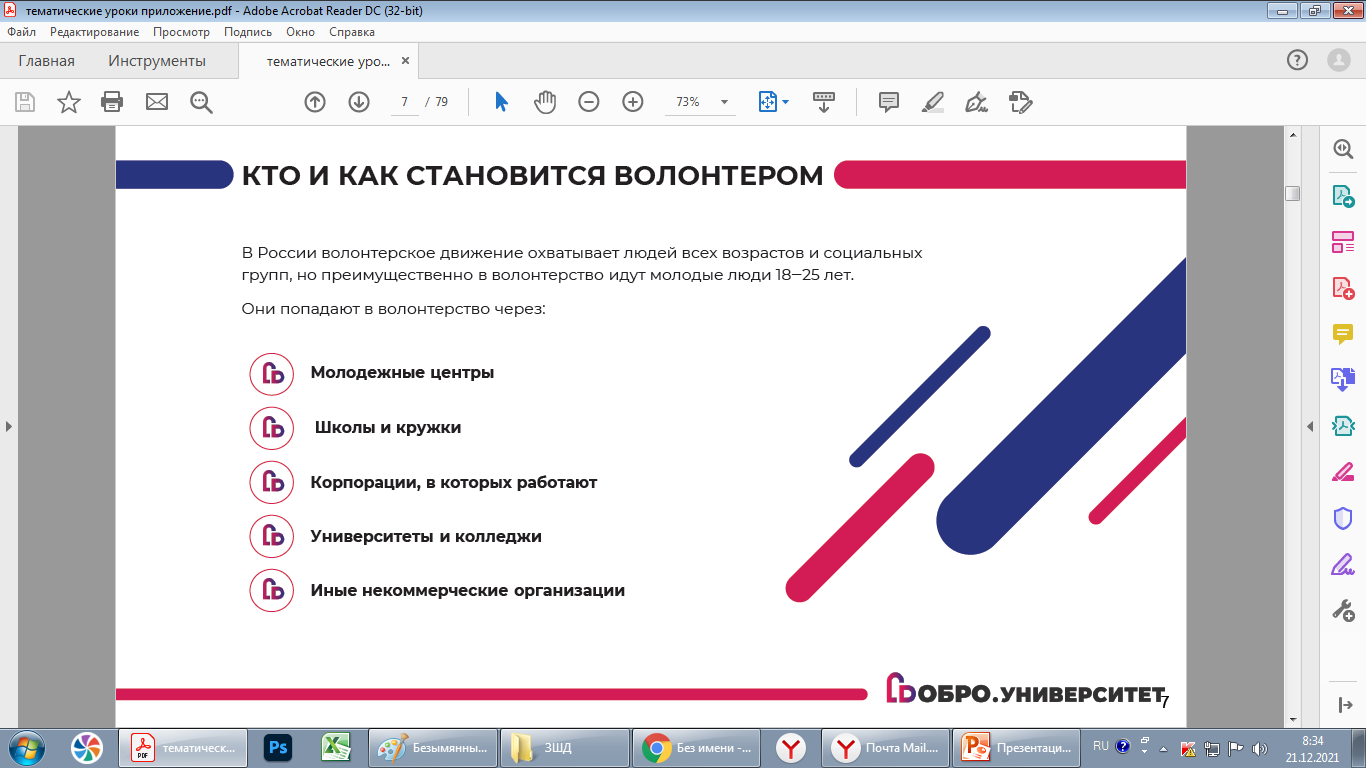 тематические уроки приложение.pdf - Adobe Acrobat Reader DC (32-bit)
Файл Редактирование Просмотр Подпись Окно Справка
Главная Инструменты тематические уро...
7 / 79 73%
КТО И КАК СТАНОВИТСЯ ВОЛОНТЕРОМ
В России волонтерское движение охватывает людей всех возрастов и социальных
групп, но преимущественно в волонтерство идут молодые люди 18–25 лет.
Они попадают в волонтерство через:
Молодежные центры
Школы и кружки
Корпорации, в которых работают
Университеты и колледжи
Иные некоммерческие организации
ДОБРО.УНИВЕРСИТЕТ
7
тематическ... Безымянны... ЗШД Без имени -... Почта Mail.... Презентаци... RU 8:34
21.12.2021